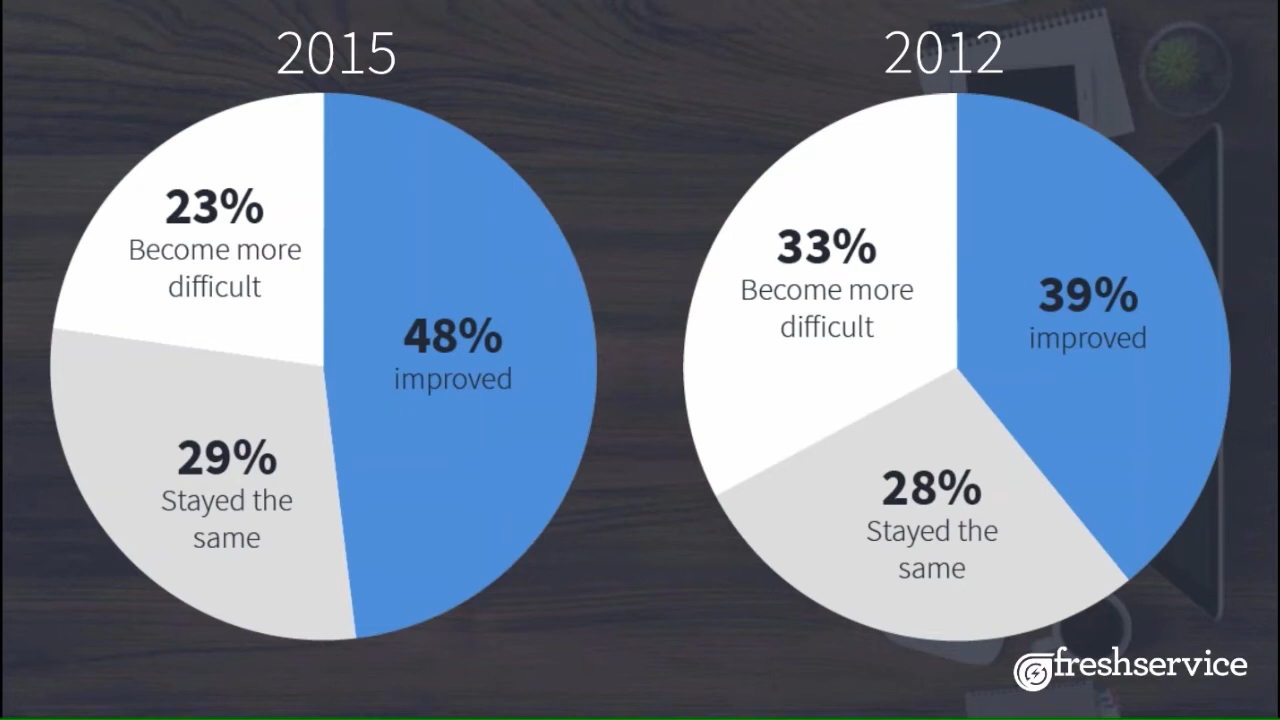 2015
23%
Become more
difficult
48%
improved
29%
Stayed the
same
2012
33%
Become more
difficult
39%
improved
28%
Stayed the
same
freshservice